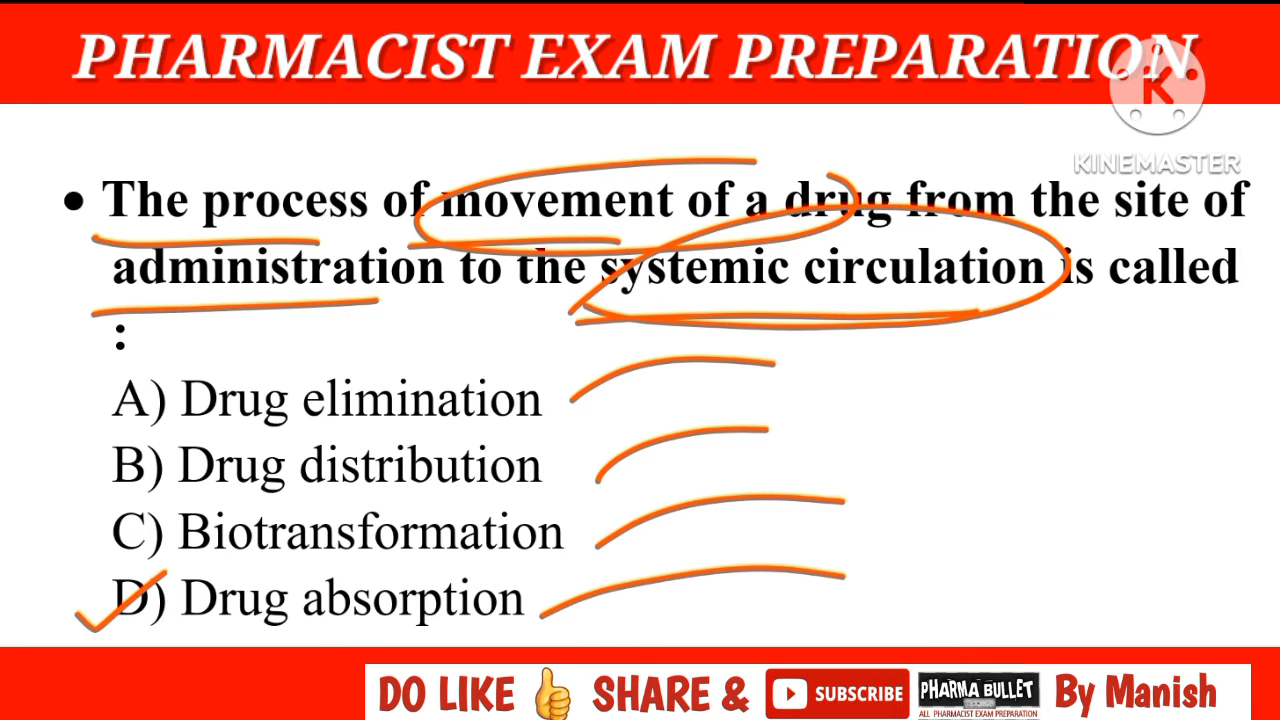 PHARMACIST EXAM PREPARATION
KINEMASTER
• The process of movement of a drug from the site of
administration to the systemic circulation is called
:
A) Drug elimination
B) Drug distribution
C) Biotransformation
D) Drug absorption
DO LIKE 👍 SHARE & SUBSCRIBE PHARMA BULLET By Manish
ALL PHARMACIST EXAM PREPARATION